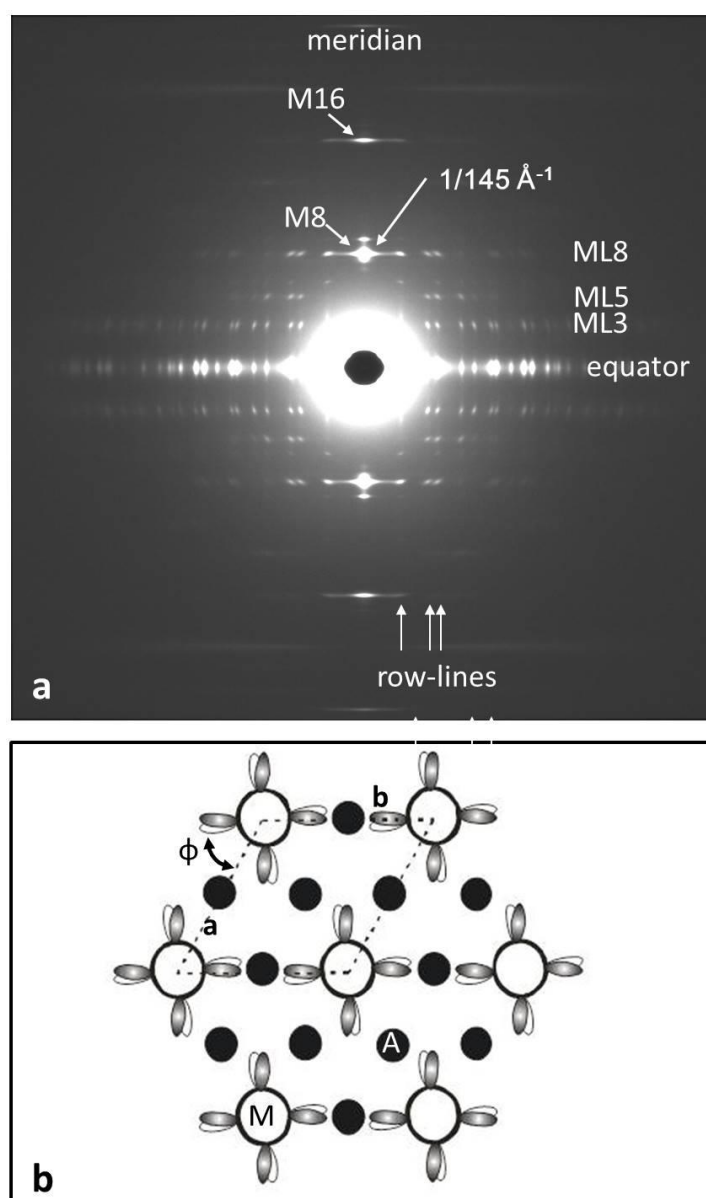 meridian
M16
1/145 Å⁻¹
M8
ML8
ML5
ML3
equator
row-lines
a
b
ϕ
a
A
M
b